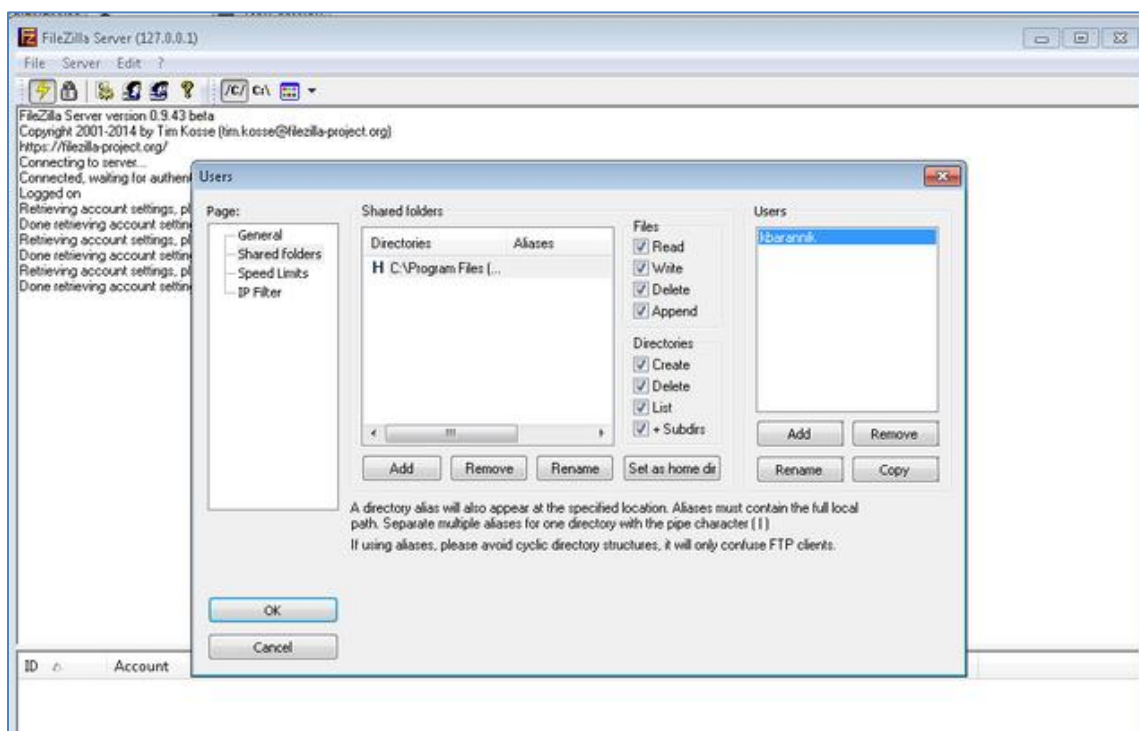 FileZilla Server (127.0.0.1)
File Server Edit ?
/C/ C:\
FileZilla Server version 0.9.43 beta
Copyright 2001-2014 by Tim Kosse (tim.kosse@filezilla-project.org)
https://filezilla-project.org/
Connecting to server...
Connected, waiting for authen
Logged on
Retrieving account settings, pl
Done retrieving account settin
Retrieving account settings, pl
Done retrieving account settin
Retrieving account settings, pl
Done retrieving account settin
Users
Page:
General
Shared folders
Speed Limits
IP Filter
OK
Cancel
Shared folders
Directories Aliases
H C:\Program Files (...
Add Remove Rename Set as home dir
Files
Read
Write
Delete
Append
Directories
Create
Delete
List
+ Subdirs
Users
kbarannik
Add Remove
Rename Copy
A directory alias will also appear at the specified location. Aliases must contain the full local
path. Separate multiple aliases for one directory with the pipe character ( | )
If using aliases, please avoid cyclic directory structures, it will only confuse FTP clients.
ID Account